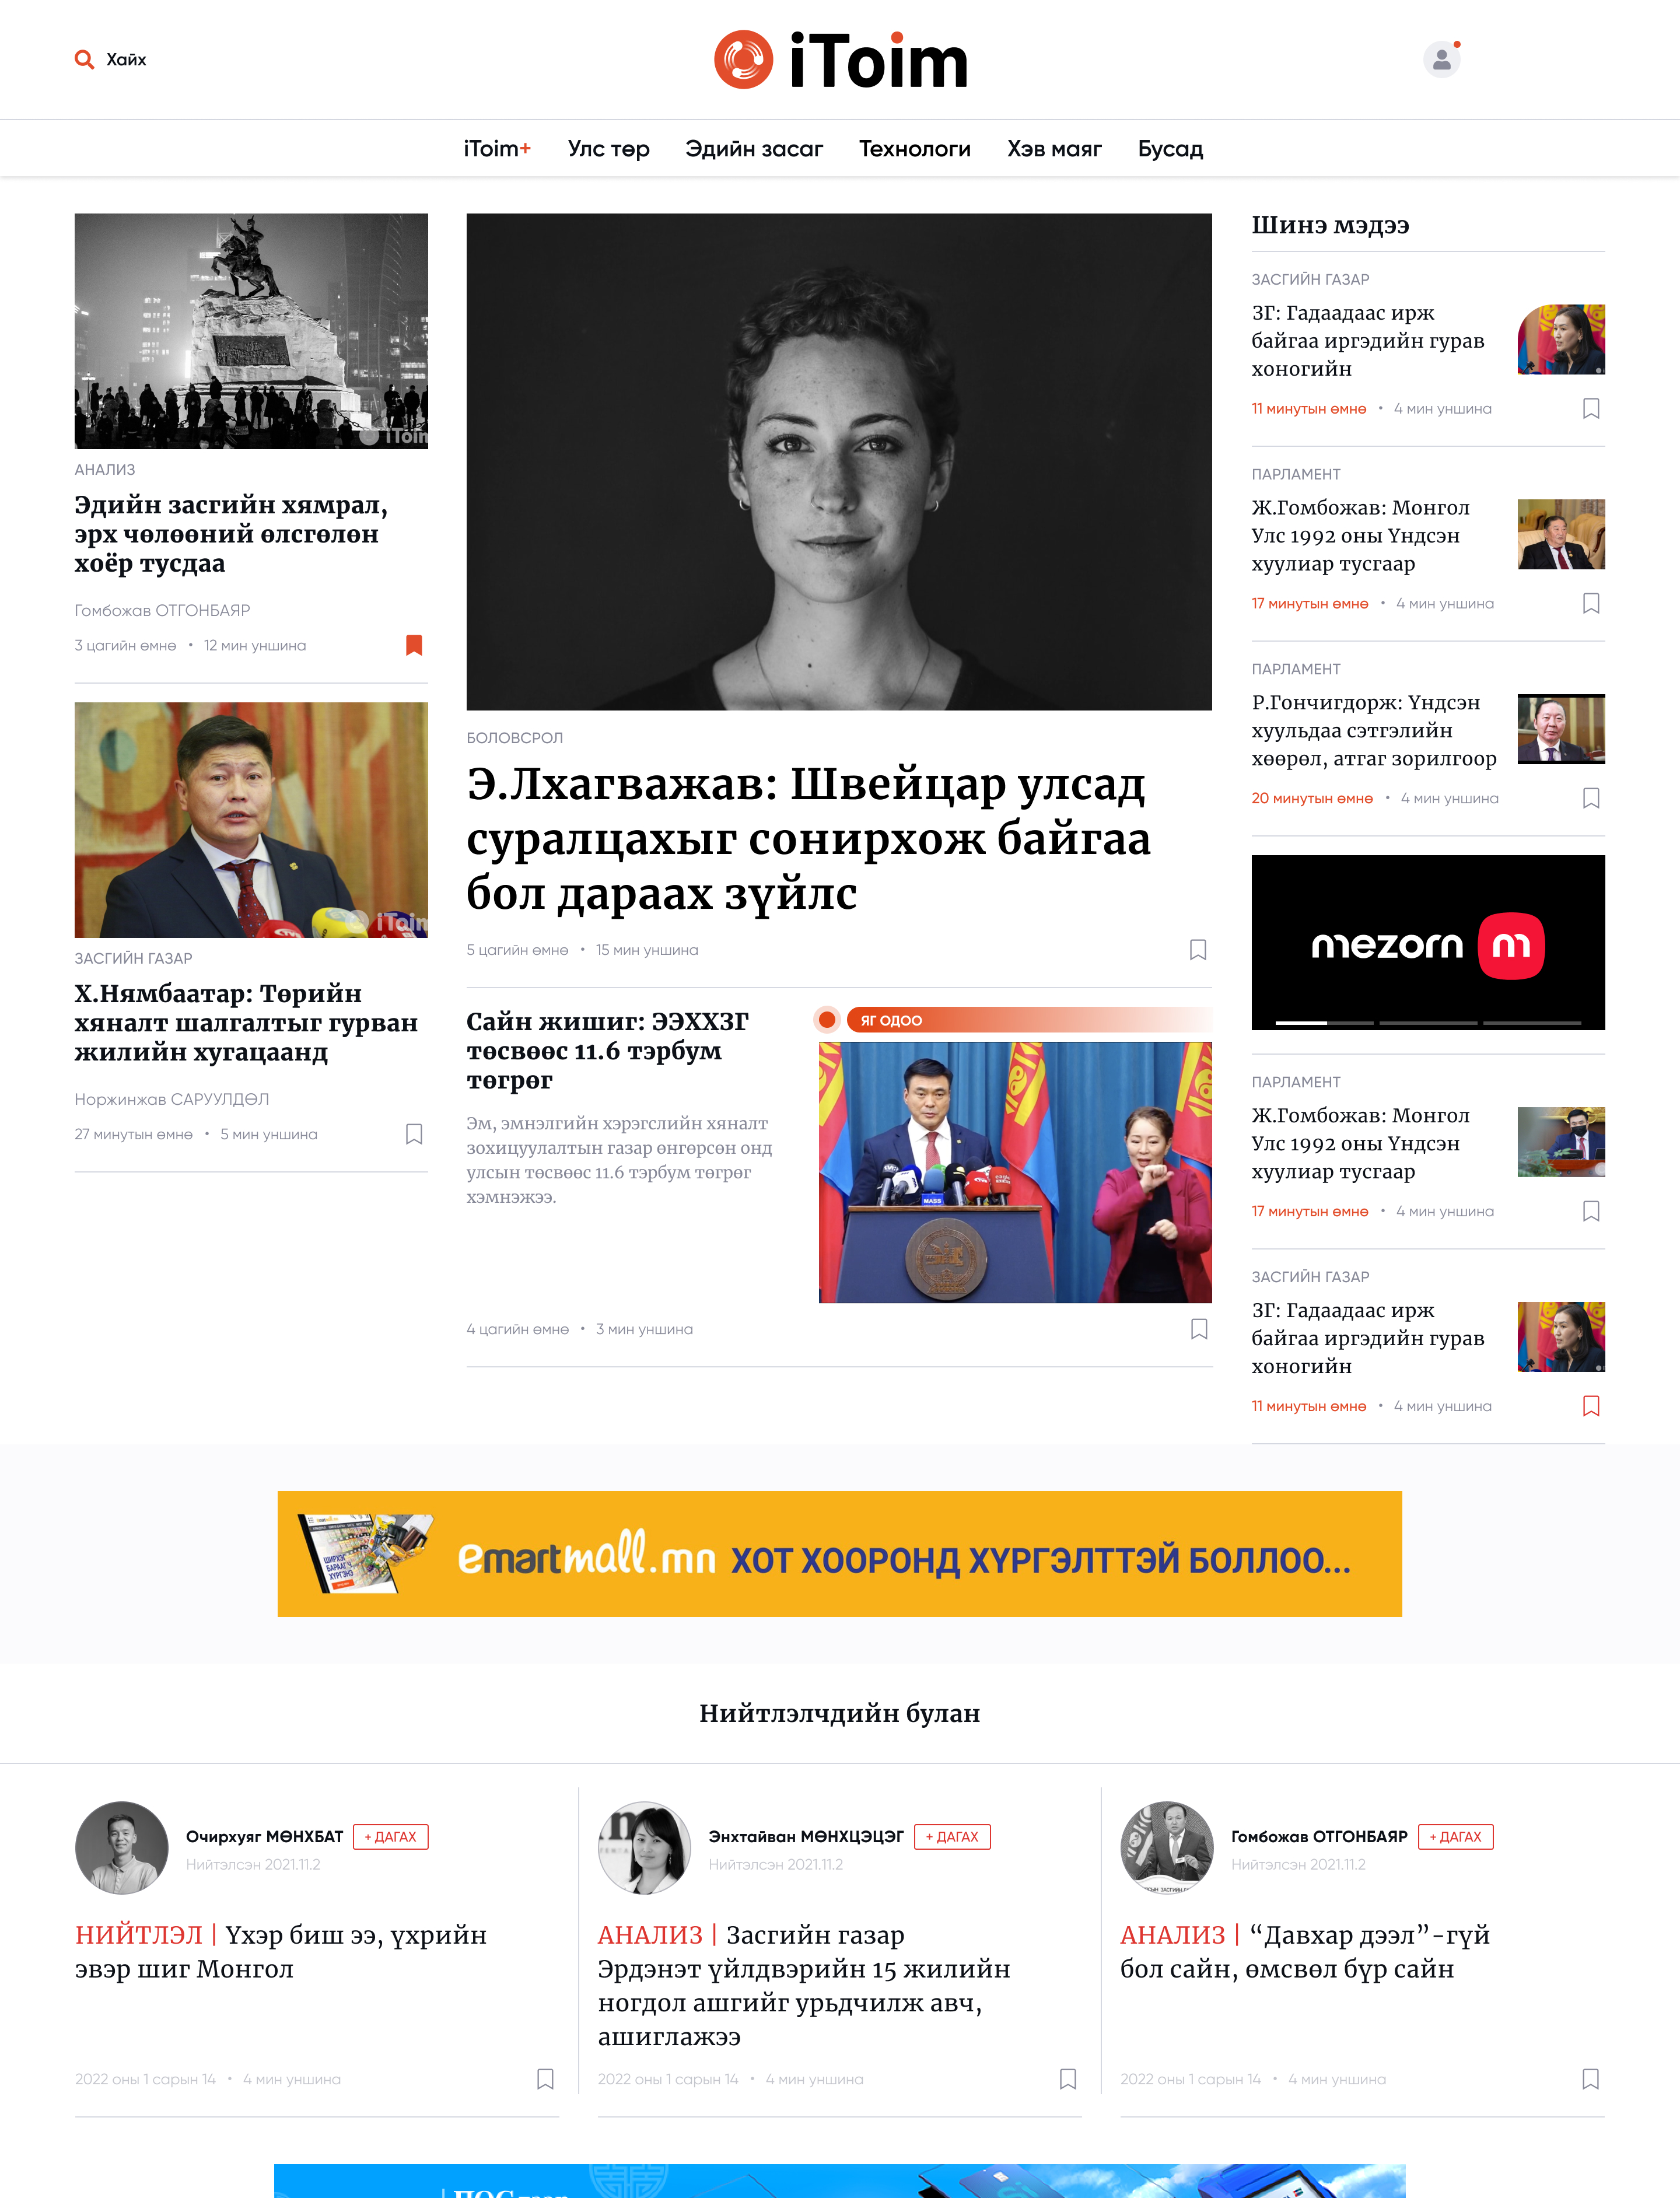 Хайх
iToim
iToim+
Улс төр
Эдийн засаг
Технологи
Хэв маяг
Бусад
iToim
АНАЛИЗ
Эдийн засгийн хямрал,
эрх чөлөөний өлсгөлөн
хоёр тусдаа
Гомбожав ОТГОНБАЯР
3 цагийн өмнө • 12 мин уншина
iToim
ЗАСГИЙН ГАЗАР
Х.Нямбаатар: Төрийн
хяналт шалгалтыг гурван
жилийн хугацаанд
Норжинжав САРУУЛДӨЛ
27 минутын өмнө • 5 мин уншина
БОЛОВСРОЛ
Э.Лхагважав: Швейцар улсад
суралцахыг сонирхож байгаа
бол дараах зүйлс
5 цагийн өмнө • 15 мин уншина
Сайн жишиг: ЭЭХХЗГ
төсвөөс 11.6 тэрбум
төгрөг
Эм, эмнэлгийн хэрэгслийн хяналт
зохицуулалтын газар өнгөрсөн онд
улсын төсвөөс 11.6 тэрбум төгрөг
хэмнэжээ.
ЯГ ОДОО
MASS
4 цагийн өмнө • 3 мин уншина
Шинэ мэдээ
ЗАСГИЙН ГАЗАР
ЗГ: Гадаадаас ирж
байгаа иргэдийн гурав
хоногийн
11 минутын өмнө • 4 мин уншина
ПАРЛАМЕНТ
Ж.Гомбожав: Монгол
Улс 1992 оны Үндсэн
хуулиар тусгаар
17 минутын өмнө • 4 мин уншина
ПАРЛАМЕНТ
Р.Гончигдорж: Үндсэн
хуульдаа сэтгэлийн
хөөрөл, атгаг зорилгоор
20 минутын өмнө • 4 мин уншина
mezorn m
ПАРЛАМЕНТ
Ж.Гомбожав: Монгол
Улс 1992 оны Үндсэн
хуулиар тусгаар
17 минутын өмнө • 4 мин уншина
ЗАСГИЙН ГАЗАР
ЗГ: Гадаадаас ирж
байгаа иргэдийн гурав
хоногийн
11 минутын өмнө • 4 мин уншина
ШИРХЭГ
БАРААГ Ч
ХҮРГЭНЭ
emartmall.mn ХОТ ХООРОНД ХҮРГЭЛТТЭЙ БОЛЛОО...
Нийтлэлчдийн булан
Очирхуяг МӨНХБАТ + ДАГАХ
Нийтэлсэн 2021.11.2
НИЙТЛЭЛ | Үхэр биш ээ, үхрийн
эвэр шиг Монгол
2022 оны 1 сарын 14 • 4 мин уншина
Энхтайван МӨНХЦЭЦЭГ + ДАГАХ
Нийтэлсэн 2021.11.2
АНАЛИЗ | Засгийн газар
Эрдэнэт үйлдвэрийн 15 жилийн
ногдол ашгийг урьдчилж авч,
ашиглажээ
2022 оны 1 сарын 14 • 4 мин уншина
Гомбожав ОТГОНБАЯР + ДАГАХ
Нийтэлсэн 2021.11.2
АНАЛИЗ | “Давхар дээл”-гүй
бол сайн, өмсвөл бүр сайн
2022 оны 1 сарын 14 • 4 мин уншина